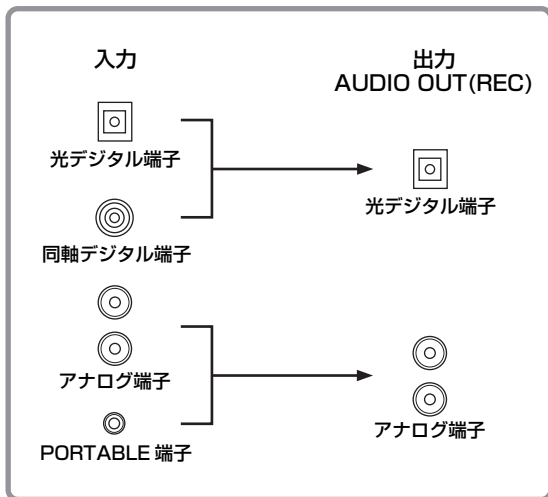 入力
出力
AUDIO OUT(REC)
光デジタル端子
光デジタル端子
同軸デジタル端子
アナログ端子
アナログ端子
PORTABLE 端子